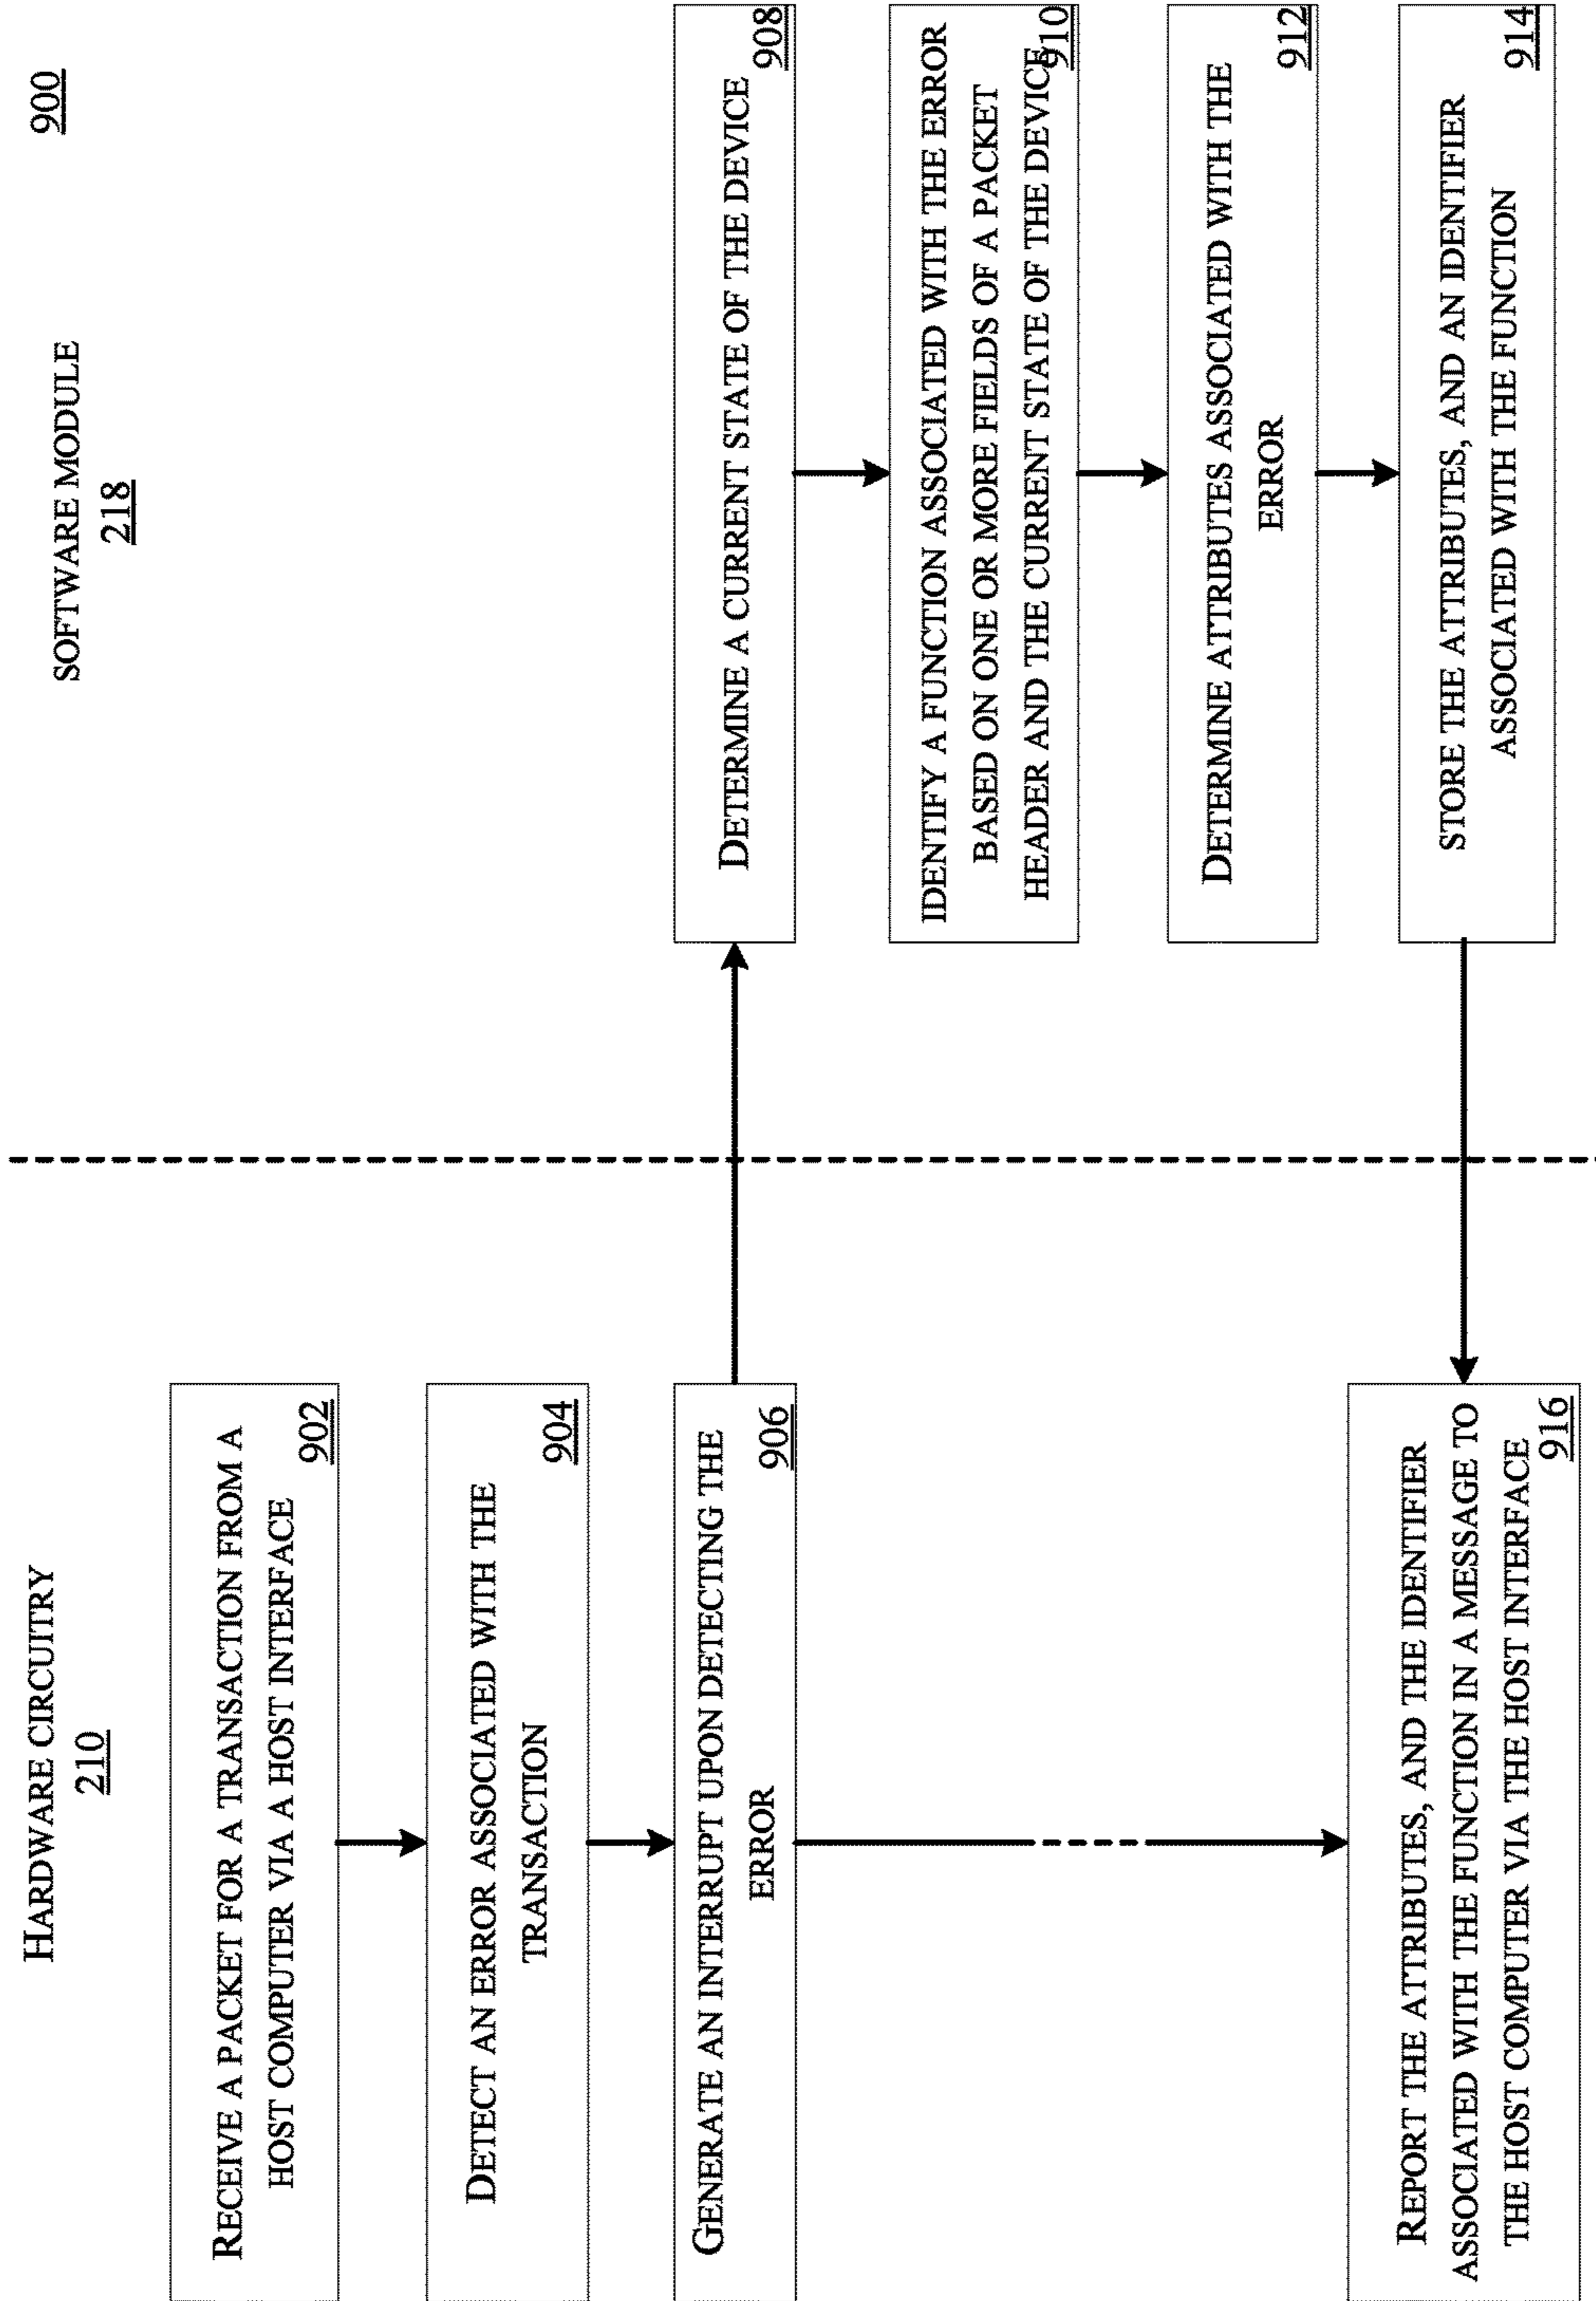 900
HARDWARE CIRCUITRY
210
RECEIVE A PACKET FOR A TRANSACTION FROM A
HOST COMPUTER VIA A HOST INTERFACE
902
DETECT AN ERROR ASSOCIATED WITH THE
TRANSACTION
904
GENERATE AN INTERRUPT UPON DETECTING THE
ERROR
906
REPORT THE ATTRIBUTES, AND THE IDENTIFIER
ASSOCIATED WITH THE FUNCTION IN A MESSAGE TO
THE HOST COMPUTER VIA THE HOST INTERFACE
916
SOFTWARE MODULE
218
DETERMINE A CURRENT STATE OF THE DEVICE
908
IDENTIFY A FUNCTION ASSOCIATED WITH THE ERROR
BASED ON ONE OR MORE FIELDS OF A PACKET
HEADER AND THE CURRENT STATE OF THE DEVICE
910
DETERMINE ATTRIBUTES ASSOCIATED WITH THE
ERROR
912
STORE THE ATTRIBUTES, AND AN IDENTIFIER
ASSOCIATED WITH THE FUNCTION
914